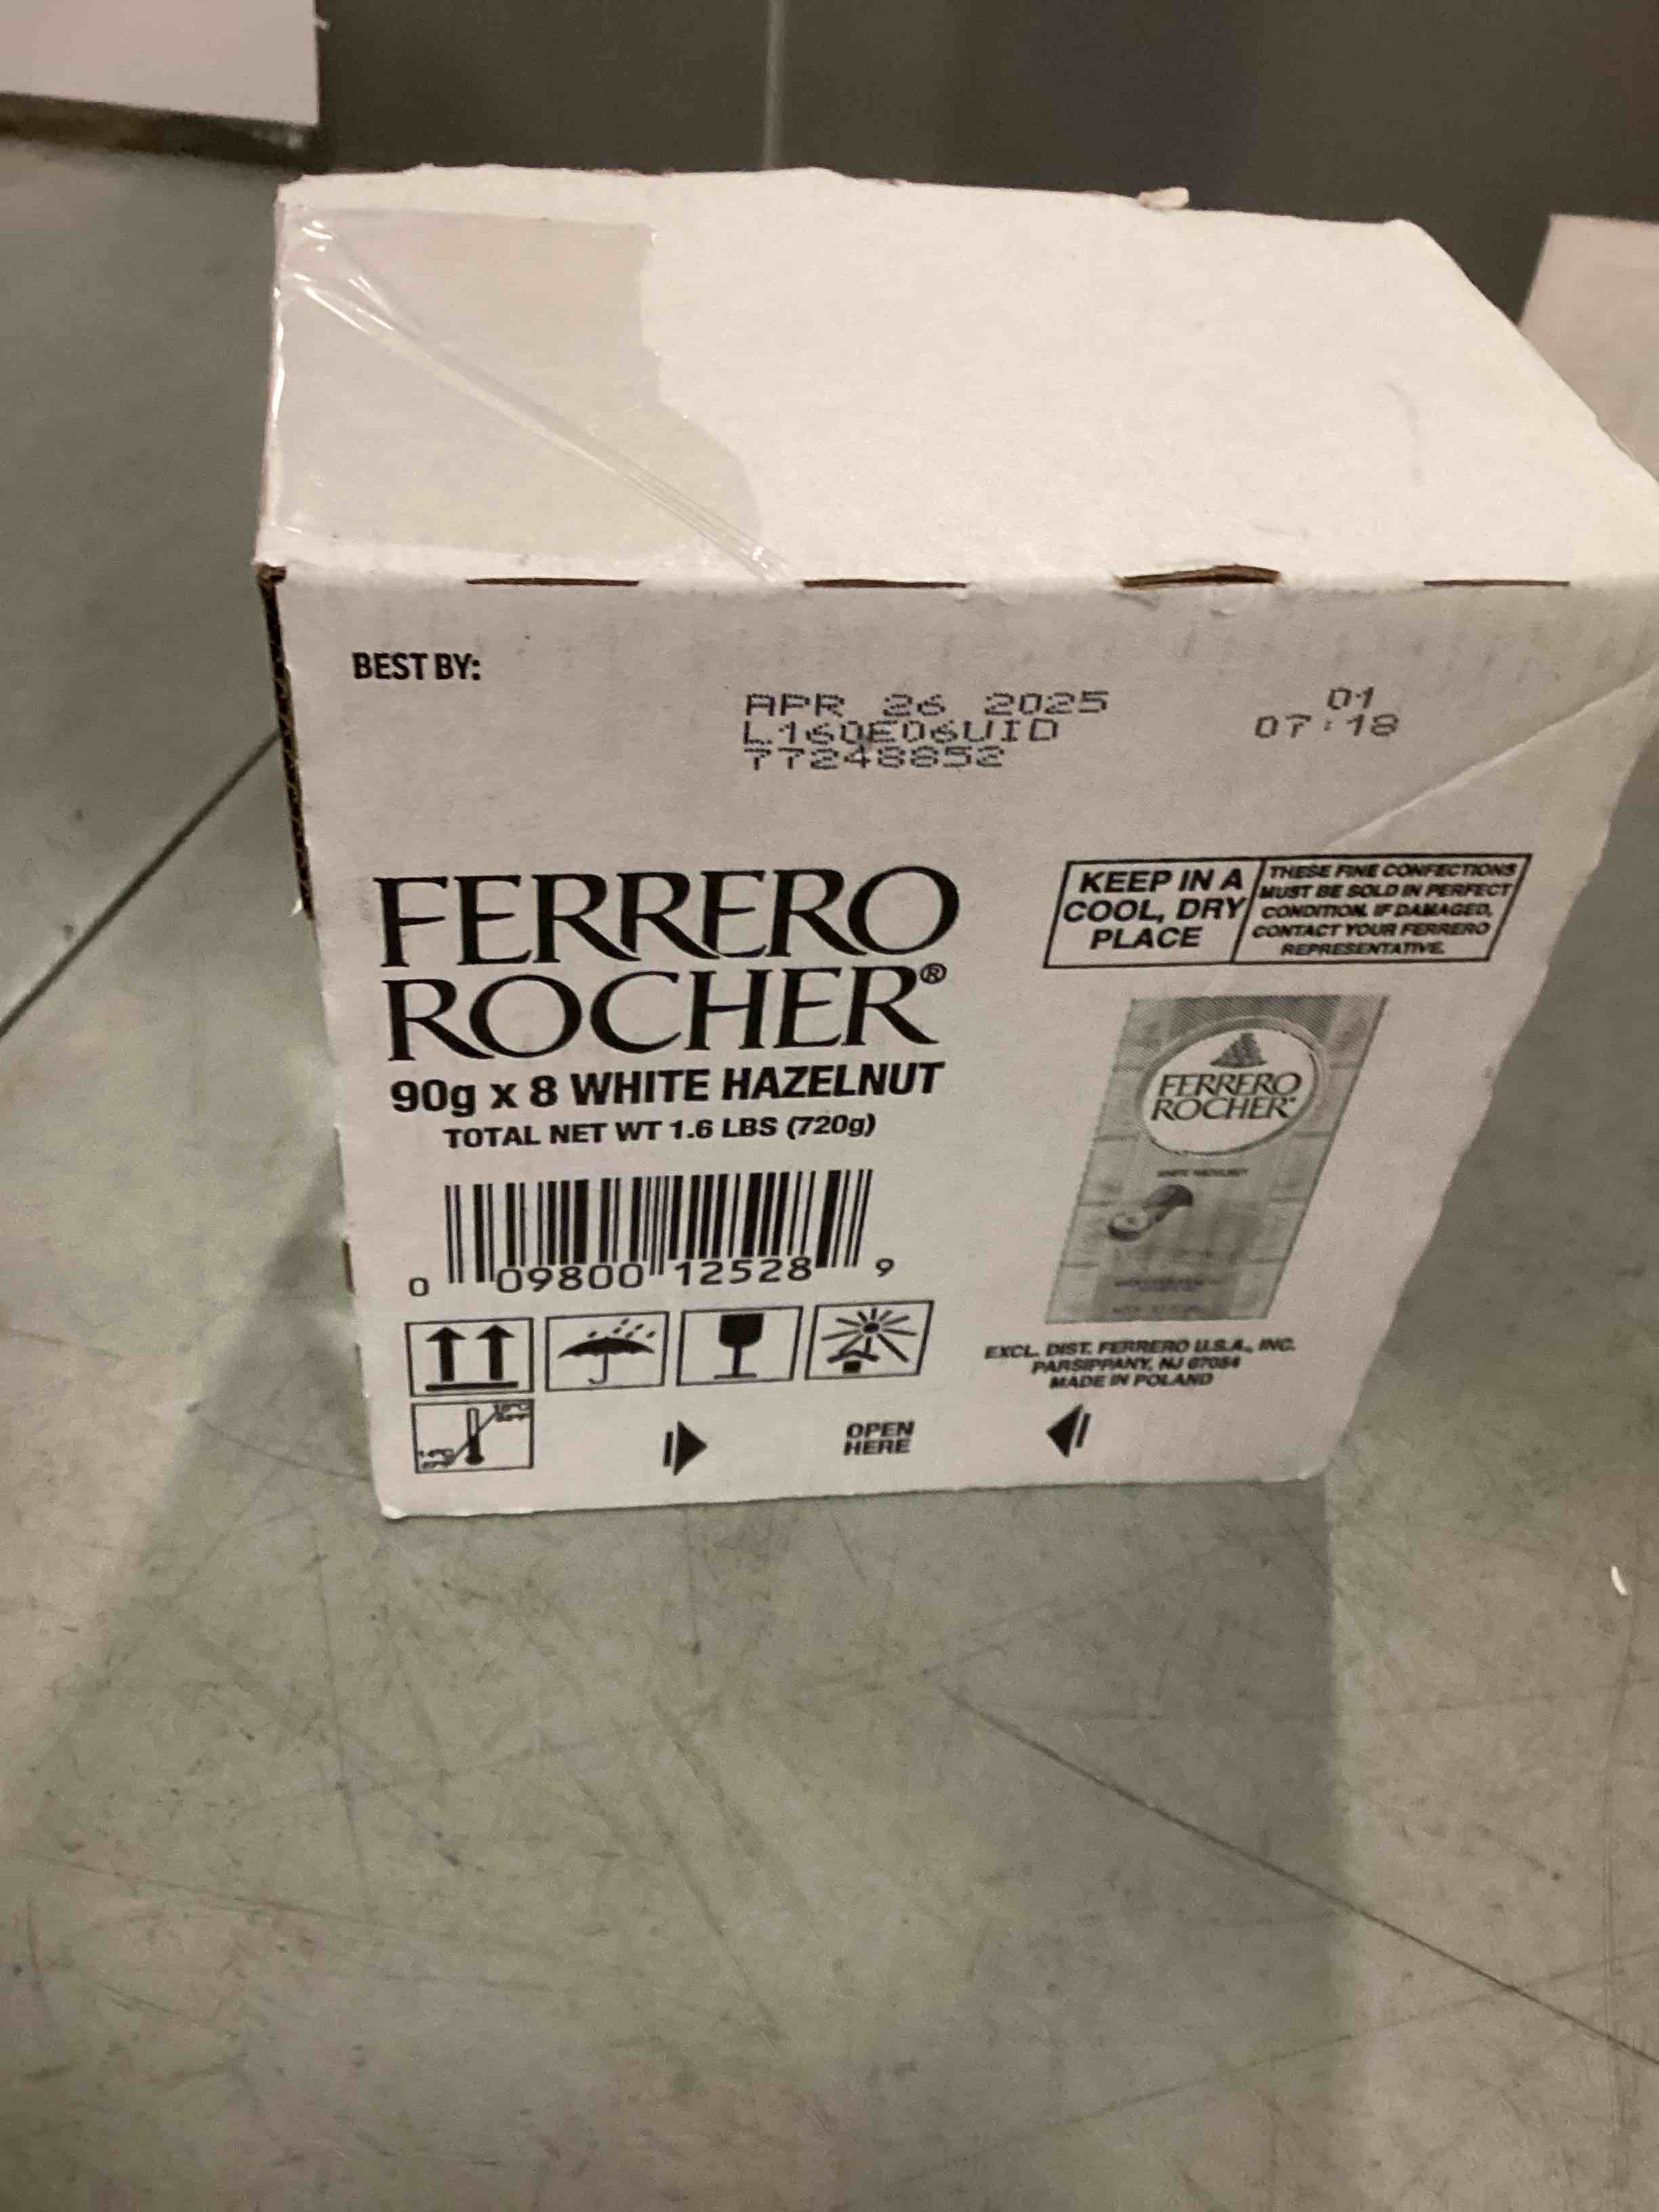 BEST BY:
APR 26 2025 01
L160E06UID 07:18
77248852
FERRERO
ROCHER®
90g x 8 WHITE HAZELNUT
TOTAL NET WT 1.6 LBS (720g)
0 09800 12528 9
KEEP IN A
COOL, DRY
PLACE
THESE FINE CONFECTIONS
MUST BE SOLD IN PERFECT
CONDITION. IF DAMAGED,
CONTACT YOUR FERRERO
REPRESENTATIVE.
FERRERO
ROCHER
WHITE HAZELNUT
EXCL. DIST. FERRERO U.S.A., INC.
PARSIPPANY, NJ 07054
MADE IN POLAND
OPEN
HERE